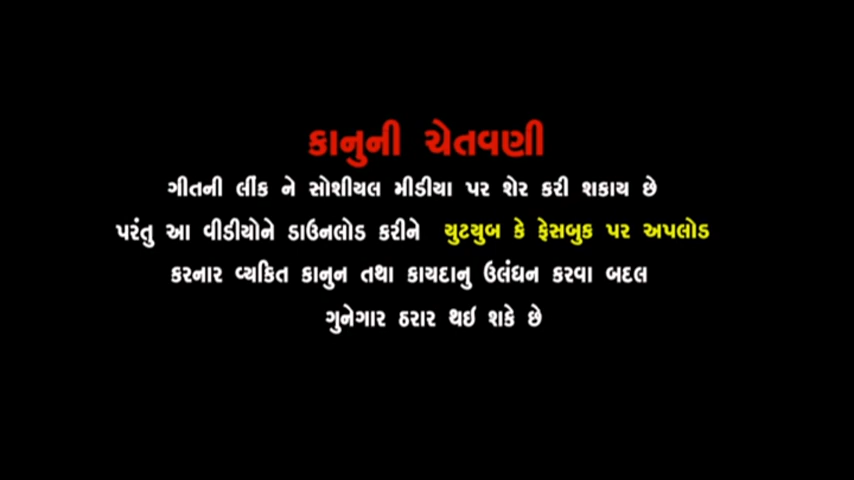 કાનુની ચેતવણી
ગીતની લીંક ને સોશીયલ મીડીયા પર શેર કરી શકાય છે
પરંતુ આ વીડીયોને ડાઉનલોડ કરીને યુટયુબ કે ફેસબુક પર અપલોડ
કરનાર વ્યકિત કાનુન તથા કાયદાનુ ઉલંઘન કરવા બદલ
ગુનેગાર ઠરાર થઇ શકે છે